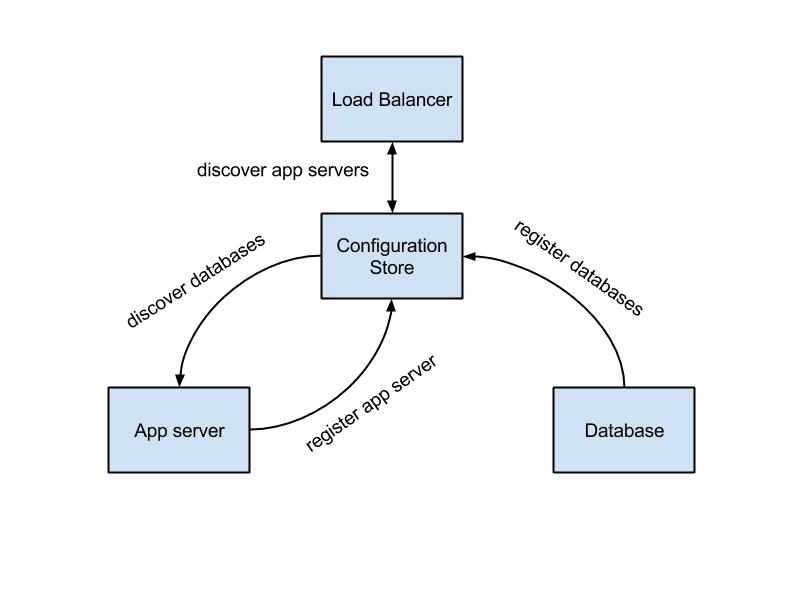 Load Balancer
discover app servers
Configuration
Store
discover databases
register databases
register app server
App server
Database